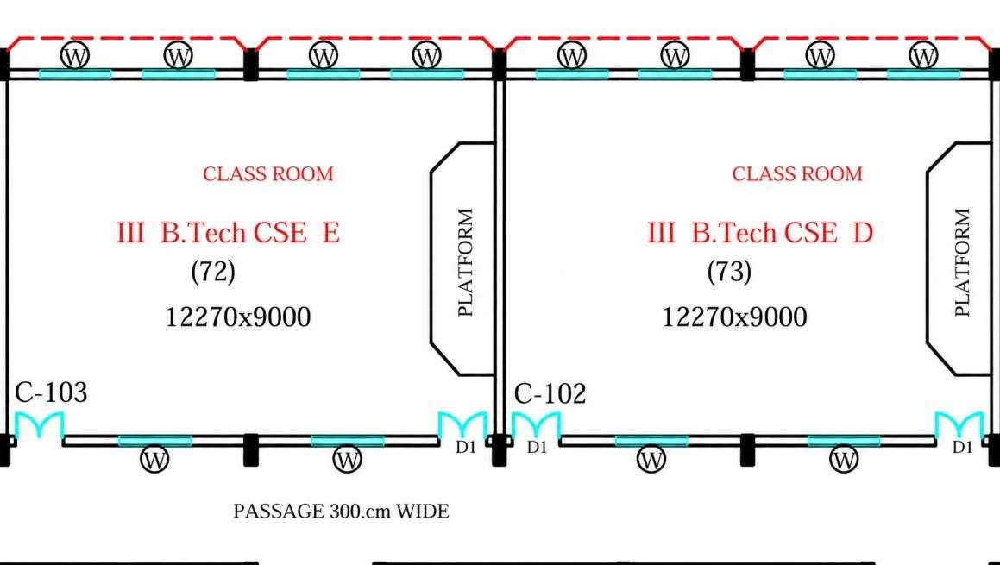 W W W W W W W W
CLASS ROOM CLASS ROOM
III B.Tech CSE E III B.Tech CSE D
(72) (73)
PLATFORM PLATFORM
12270x9000 12270x9000
C-103 C-102
D1 D1 D1
W W W W
PASSAGE 300.cm WIDE